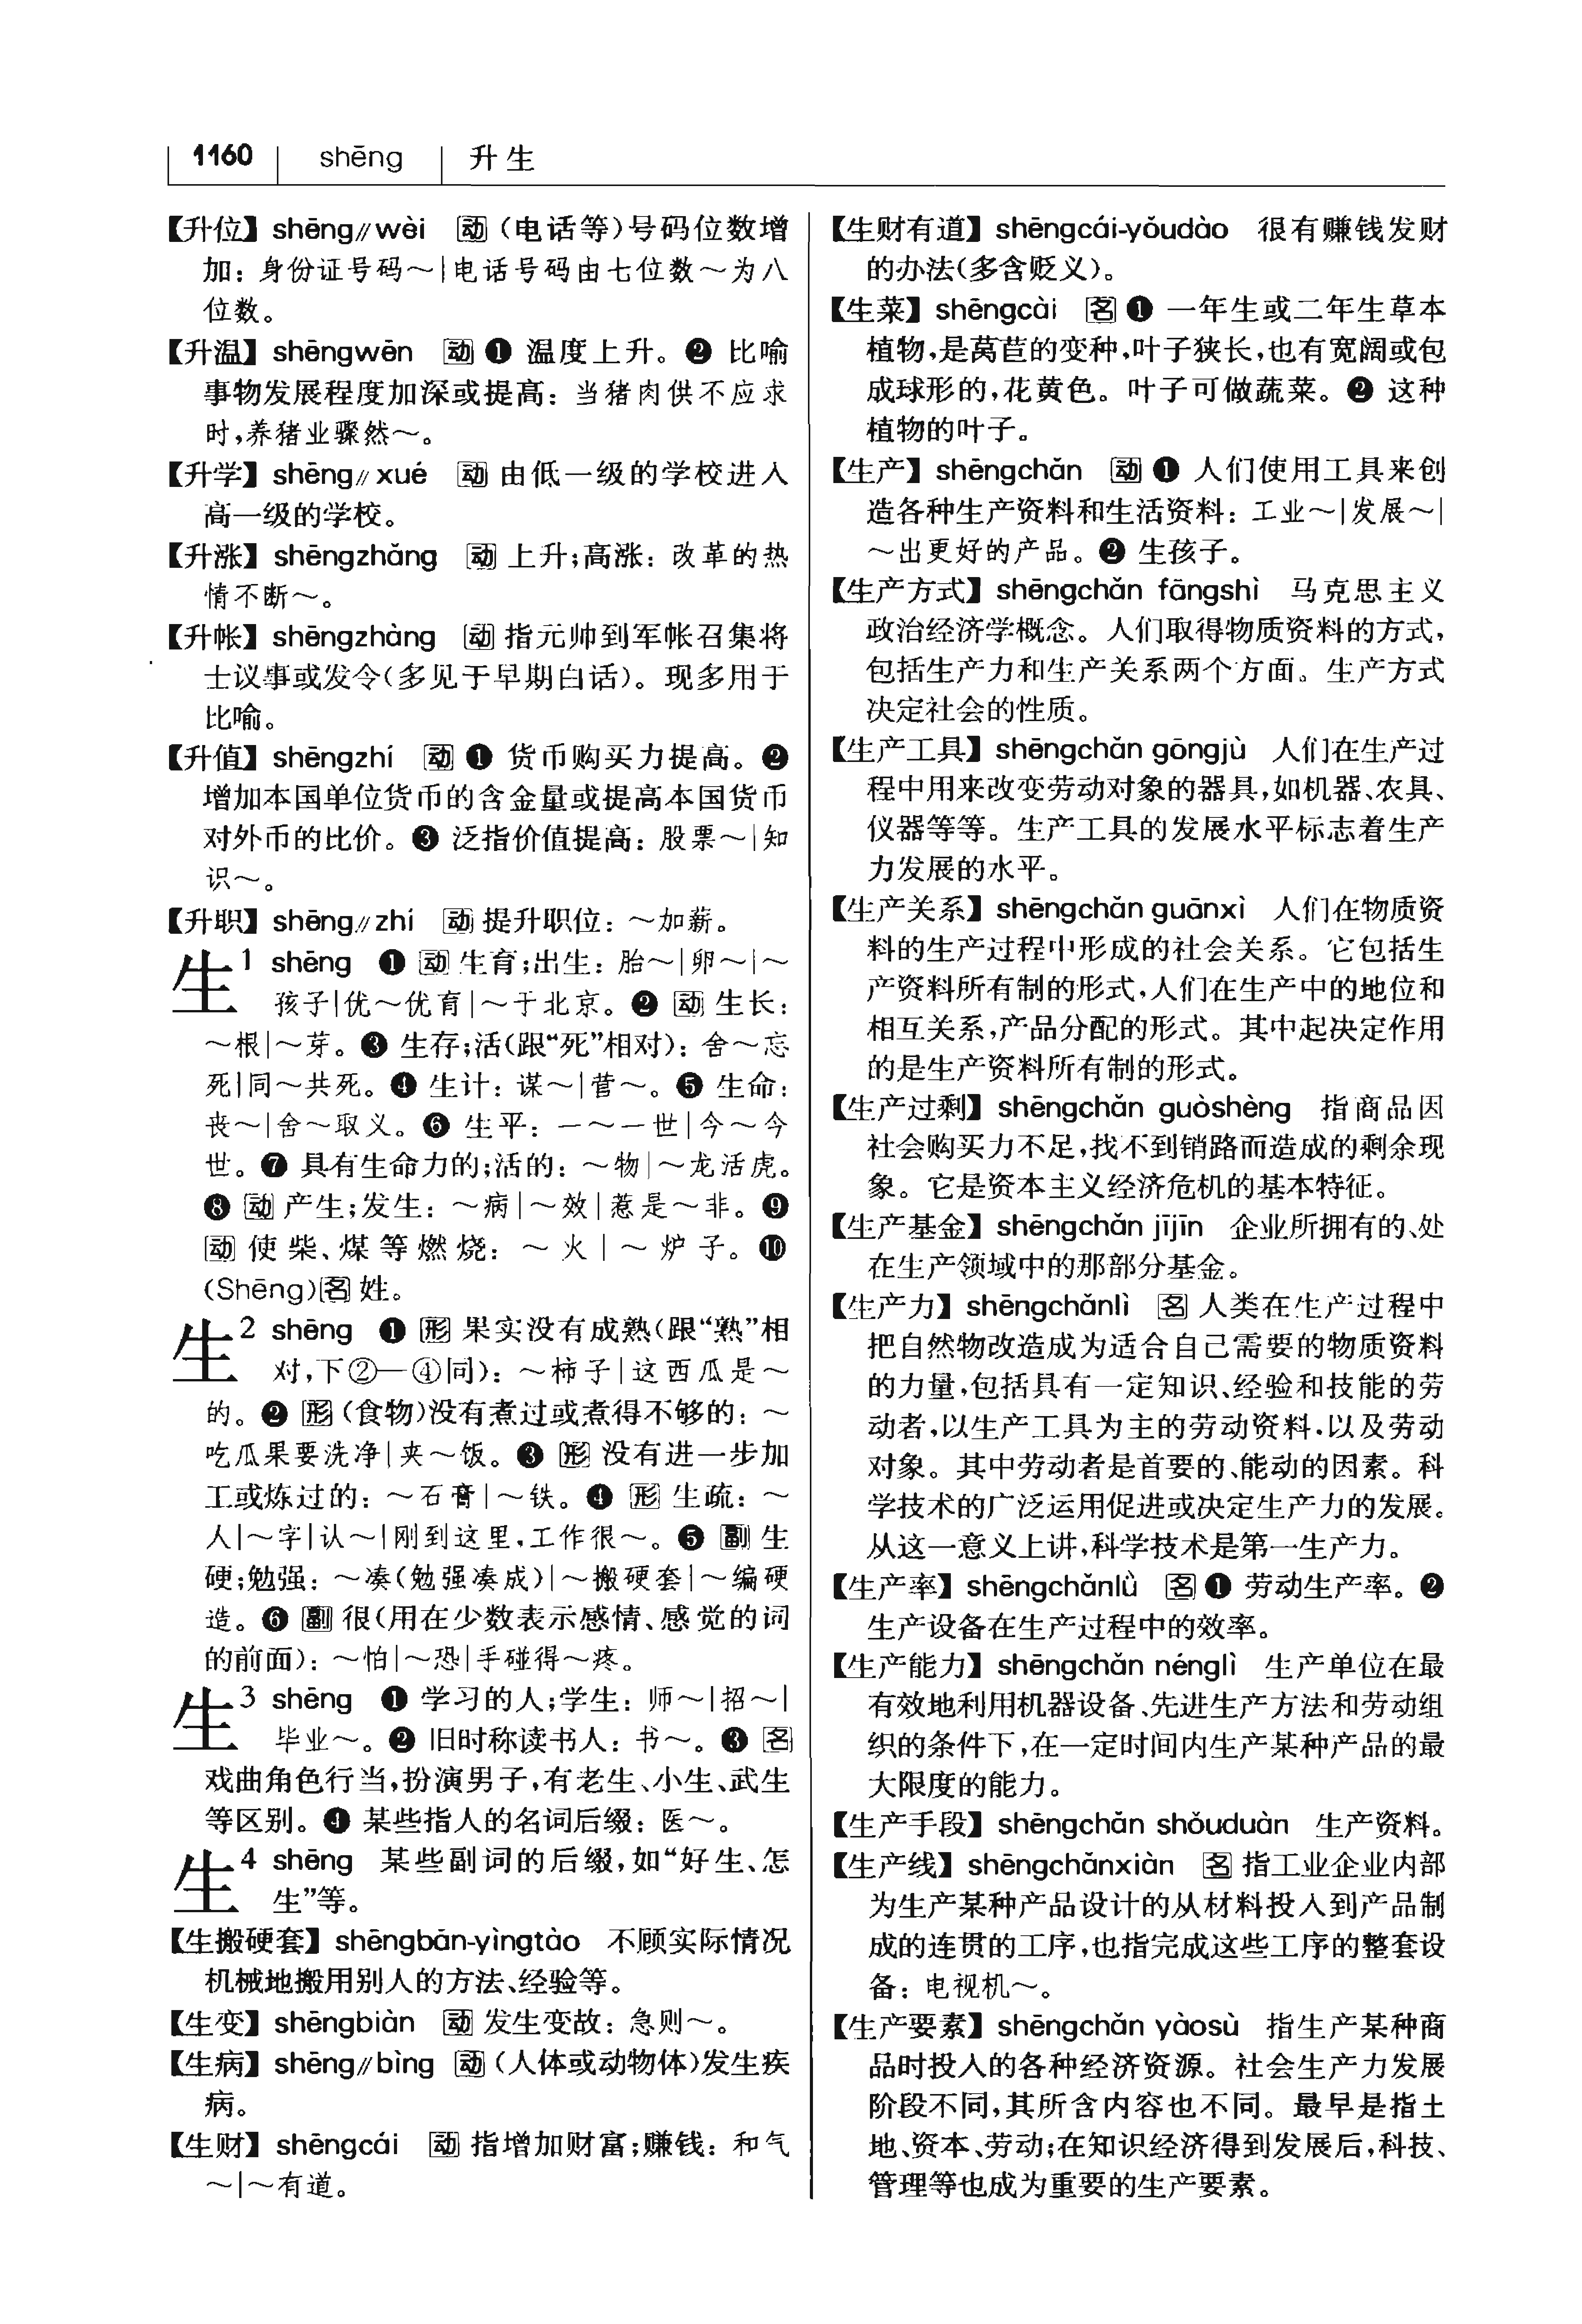 1160 shēng 升生
【升位】shēng∥wèi 动（电话等）号码位数增
加：身份证号码～|电话号码由七位数～为八
位数。
【升温】shēngwēn 动❶ 温度上升。❷ 比喻
事物发展程度加深或提高：当猪肉供不应求
时,养猪业骤然～。
【升学】shēng∥xué 动 由低一级的学校进入
高一级的学校。
【升涨】shēngzhǎng 动 上升;高涨：改革的热
情不断～。
【升帐】shēngzhàng 动 指元帅到军帐召集将
士议事或发令(多见于早期白话)。现多用于
比喻。
【升值】shēngzhí 动❶ 货币购买力提高。❷
增加本国单位货币的含金量或提高本国货币
对外币的比价。❸ 泛指价值提高：股票～|知
识～。
【升职】shēng∥zhí 动 提升职位：～加薪。
生1 shēng ❶ 动 生育;出生：胎～|卵～|～
孩子|优～优育|～于北京。❷ 动 生长：
～根|～芽。❸ 生存;活(跟“死”相对)：舍～忘
死|同～共死。❹ 生计：谋～|营～。❺ 生命：
丧～|舍～取义。❻ 生平：一～一世|今～今
世。❼ 具有生命力的;活的：～物|～龙活虎。
❽ 动 产生;发生：～病|～效|惹是～非。❾
动 使柴、煤等燃烧：～火|～炉子。❿
(Shēng)名 姓。
生2 shēng ❶ 形 果实没有成熟(跟“熟”相
对,下②—④同)：～柿子|这西瓜是～
的。❷ 形 (食物)没有煮过或煮得不够的：～
吃瓜果要洗净|夹～饭。❸ 形 没有进一步加
工或炼过的：～石膏|～铁。❹ 形 生疏：～
人|～字|认～|刚到这里,工作很～。❺ 副 生
硬;勉强：～凑(勉强凑成)|～搬硬套|～编硬
造。❻ 副 很(用在少数表示感情、感觉的词
的前面)：～怕|～恐|手碰得～疼。
生3 shēng ❶ 学习的人;学生：师～|招～|
毕业～。❷ 旧时称读书人：书～。❸ 名
戏曲角色行当,扮演男子,有老生、小生、武生
等区别。❹ 某些指人的名词后缀：医～。
生4 shēng 某些副词的后缀,如“好生、怎
生”等。
【生搬硬套】shēngbān-yìngtào 不顾实际情况
机械地搬用别人的方法、经验等。
【生变】shēngbiàn 动 发生变故：急则～。
【生病】shēng∥bìng 动 (人体或动物体)发生疾
病。
【生财】shēngcái 动 指增加财富;赚钱：和气
～|～有道。
【生财有道】shēngcái-yǒudào 很有赚钱发财
的办法(多含贬义)。
【生菜】shēngcài 名❶ 一年生或二年生草本
植物,是莴苣的变种,叶子狭长,也有宽阔或包
成球形的,花黄色。叶子可做蔬菜。❷ 这种
植物的叶子。
【生产】shēngchǎn 动❶ 人们使用工具来创
造各种生产资料和生活资料：工业～|发展～|
～出更好的产品。❷ 生孩子。
【生产方式】shēngchǎn fāngshì 马克思主义
政治经济学概念。人们取得物质资料的方式,
包括生产力和生产关系两个方面。生产方式
决定社会的性质。
【生产工具】shēngchǎn gōngjù 人们在生产过
程中用来改变劳动对象的器具,如机器、农具、
仪器等等。生产工具的发展水平标志着生产
力发展的水平。
【生产关系】shēngchǎn guānxì 人们在物质资
料的生产过程中形成的社会关系。它包括生
产资料所有制的形式,人们在生产中的地位和
相互关系,产品分配的形式。其中起决定作用
的是生产资料所有制的形式。
【生产过剩】shēngchǎn guòshèng 指商品因
社会购买力不足,找不到销路而造成的剩余现
象。它是资本主义经济危机的基本特征。
【生产基金】shēngchǎn jījīn 企业所拥有的、处
在生产领域中的那部分基金。
【生产力】shēngchǎnlì 名 人类在生产过程中
把自然物改造成为适合自己需要的物质资料
的力量,包括具有一定知识、经验和技能的劳
动者,以生产工具为主的劳动资料,以及劳动
对象。其中劳动者是首要的、能动的因素。科
学技术的广泛运用促进或决定生产力的发展。
从这一意义上讲,科学技术是第一生产力。
【生产率】shēngchǎnlǜ 名❶ 劳动生产率。❷
生产设备在生产过程中的效率。
【生产能力】shēngchǎn nénglì 生产单位在最
有效地利用机器设备、先进生产方法和劳动组
织的条件下,在一定时间内生产某种产品的最
大限度的能力。
【生产手段】shēngchǎn shǒuduàn 生产资料。
【生产线】shēngchǎnxiàn 名 指工业企业内部
为生产某种产品设计的从材料投入到产品制
成的连贯的工序,也指完成这些工序的整套设
备：电视机～。
【生产要素】shēngchǎn yàosù 指生产某种商
品时投入的各种经济资源。社会生产力发展
阶段不同,其所含内容也不同。最早是指土
地、资本、劳动;在知识经济得到发展后,科技、
管理等也成为重要的生产要素。